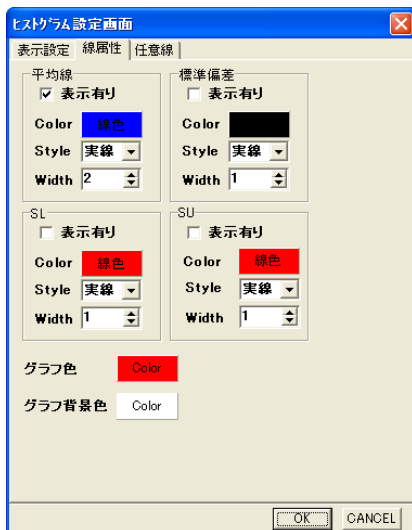 ヒストグラム設定画面
表示設定 線属性 任意線
平均線 標準偏差
表示有り 表示有り
Color 線色 Color
Style 実線 Style 実線
Width 2 Width 1
SL SU
表示有り 表示有り
Color 線色 Color 線色
Style 実線 Style 実線
Width 1 Width 1
グラフ色 Color
グラフ背景色 Color
OK CANCEL